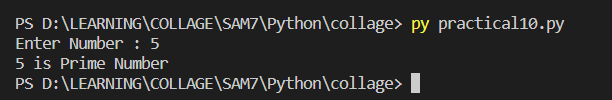 PS D:\LEARNING\COLLAGE\SAM7\Python\collage> py practical10.py
Enter Number : 5
5 is Prime Number
PS D:\LEARNING\COLLAGE\SAM7\Python\collage>